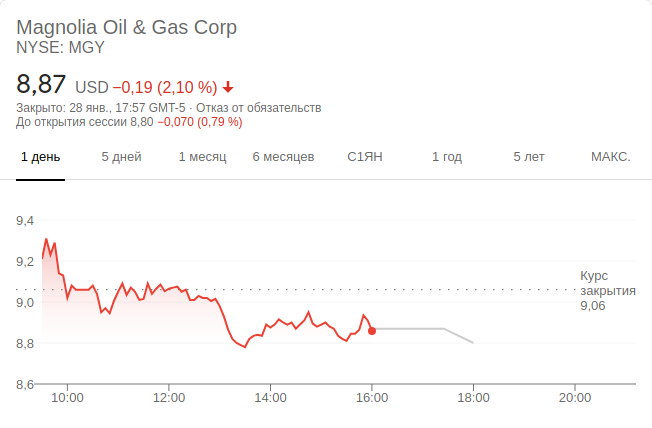 Magnolia Oil & Gas Corp
NYSE: MGY
8,87 USD −0,19 (2,10 %)
Закрыто: 28 янв., 17:57 GMT-5 · Отказ от обязательств
До открытия сессии 8,80 −0,070 (0,79 %)
1 день 5 дней 1 месяц 6 месяцев С1ЯН 1 год 5 лет МАКС.
9,4
9,2
Курс
закрытия
9,06
9,0
8,8
8,6
10:00 12:00 14:00 16:00 18:00 20:00